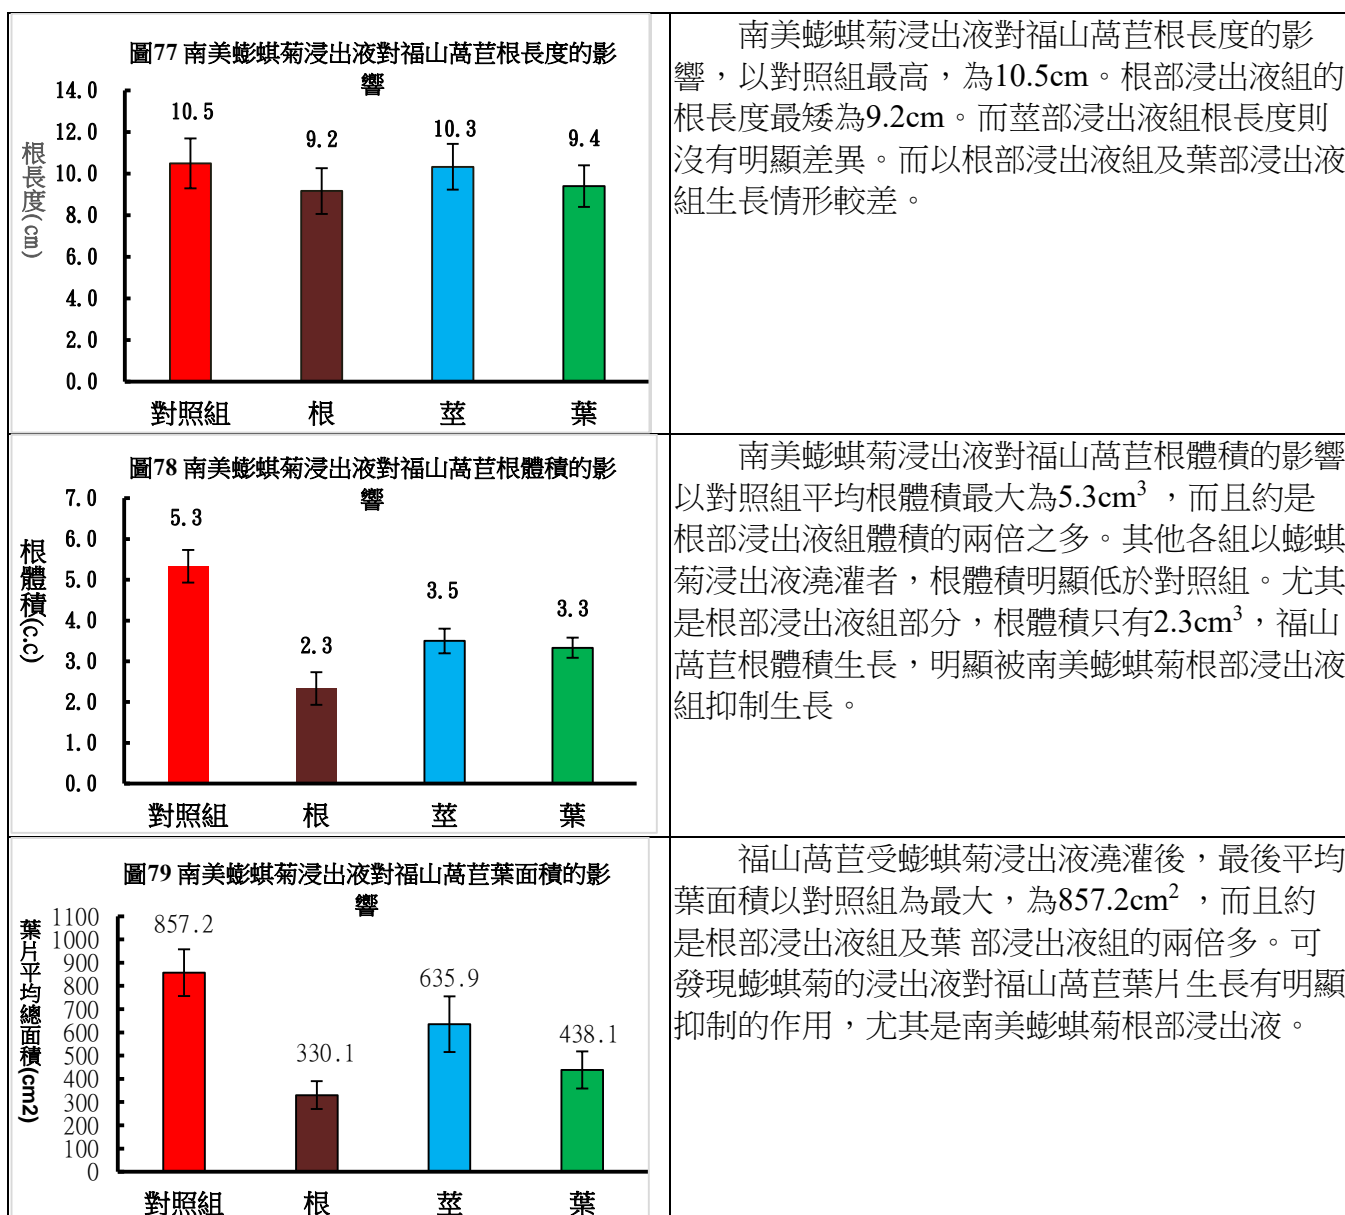 圖77 南美蟛蜞菊浸出液對福山萵苣根長度的影
響
根長度(cm)
14.0
12.0
10.0
8.0
6.0
4.0
2.0
0.0
10.5
9.2
10.3
9.4
對照組
根
莖
葉
南美蟛蜞菊浸出液對福山萵苣根長度的影
響，以對照組最高，為10.5cm。根部浸出液組的
根長度最矮為9.2cm。而莖部浸出液組根長度則
沒有明顯差異。而以根部浸出液組及葉部浸出液
組生長情形較差。
圖78 南美蟛蜞菊浸出液對福山萵苣根體積的影
響
根體積(c.c)
7.0
6.0
5.0
4.0
3.0
2.0
1.0
0.0
5.3
2.3
3.5
3.3
對照組
根
莖
葉
南美蟛蜞菊浸出液對福山萵苣根體積的影響
以對照組平均根體積最大為5.3cm³ ，而且約是
根部浸出液組體積的兩倍之多。其他各組以蟛蜞
菊浸出液澆灌者，根體積明顯低於對照組。尤其
是根部浸出液組部分，根體積只有2.3cm³，福山
萵苣根體積生長，明顯被南美蟛蜞菊根部浸出液
組抑制生長。
圖79 南美蟛蜞菊浸出液對福山萵苣葉面積的影
響
葉片平均總面積(cm2)
1100
1000
900
800
700
600
500
400
300
200
100
0
857.2
330.1
635.9
438.1
對照組
根
莖
葉
福山萵苣受蟛蜞菊浸出液澆灌後，最後平均
葉面積以對照組為最大，為857.2cm² ，而且約
是根部浸出液組及葉 部浸出液組的兩倍多。可
發現蟛蜞菊的浸出液對福山萵苣葉片生長有明顯
抑制的作用，尤其是南美蟛蜞菊根部浸出液。